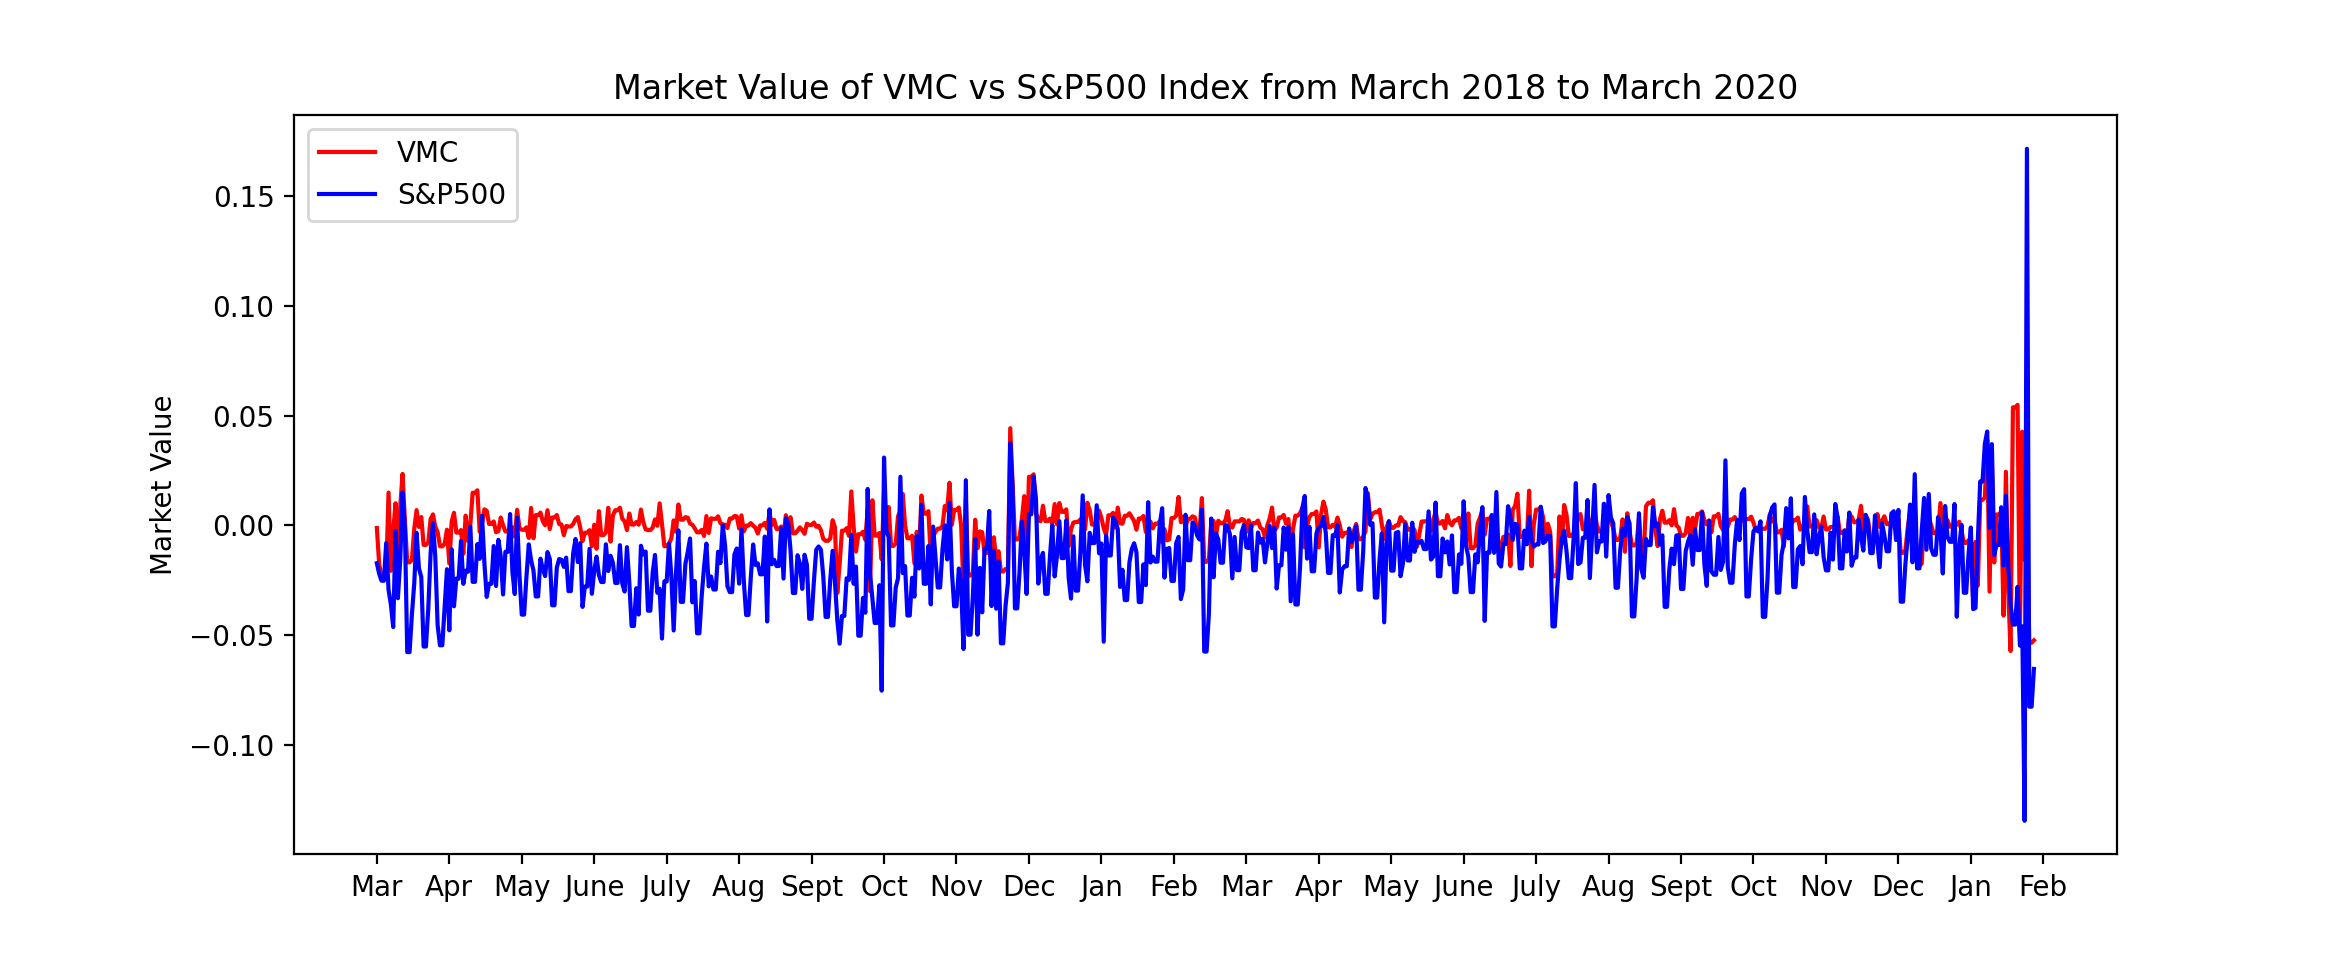 Market Value of VMC vs S&P500 Index from March 2018 to March 2020
VMC
S&P500
0.15
0.10
0.05
0.00
−0.05
−0.10
Market Value
Mar Apr May June July Aug Sept Oct Nov Dec Jan Feb Mar Apr May June July Aug Sept Oct Nov Dec Jan Feb